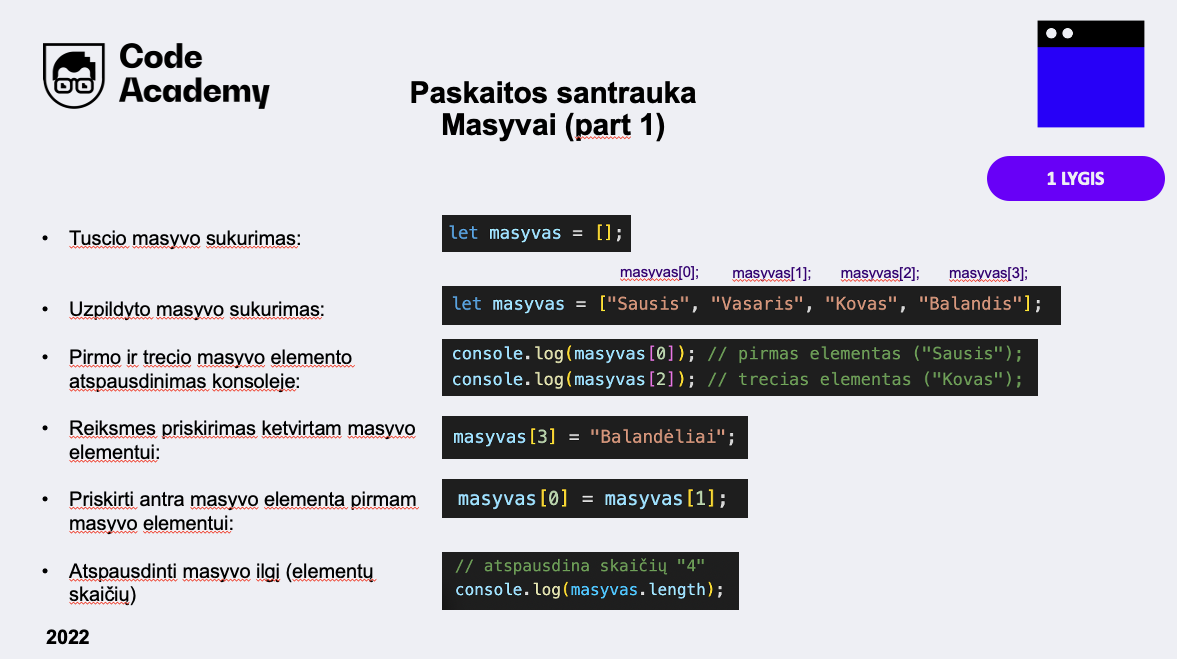 Code
Academy
Paskaitos santrauka
Masyvai (part 1)
1 LYGIS
• Tuscio masyvo sukurimas:
let masyvas = [];
masyvas[0]; masyvas[1]; masyvas[2]; masyvas[3];
• Uzpildyto masyvo sukurimas:
let masyvas = ["Sausis", "Vasaris", "Kovas", "Balandis"];
• Pirmo ir trecio masyvo elemento
atspausdinimas konsoleje:
console.log(masyvas[0]); // pirmas elementas ("Sausis");
console.log(masyvas[2]); // trecias elementas ("Kovas");
• Reiksmes priskirimas ketvirtam masyvo
elementui:
masyvas[3] = "Balandėliai";
• Priskirti antra masyvo elementa pirmam
masyvo elementui:
masyvas[0] = masyvas[1];
• Atspausdinti masyvo ilgį (elementų
skaičių)
// atspausdina skaičių "4"
console.log(masyvas.length);
2022